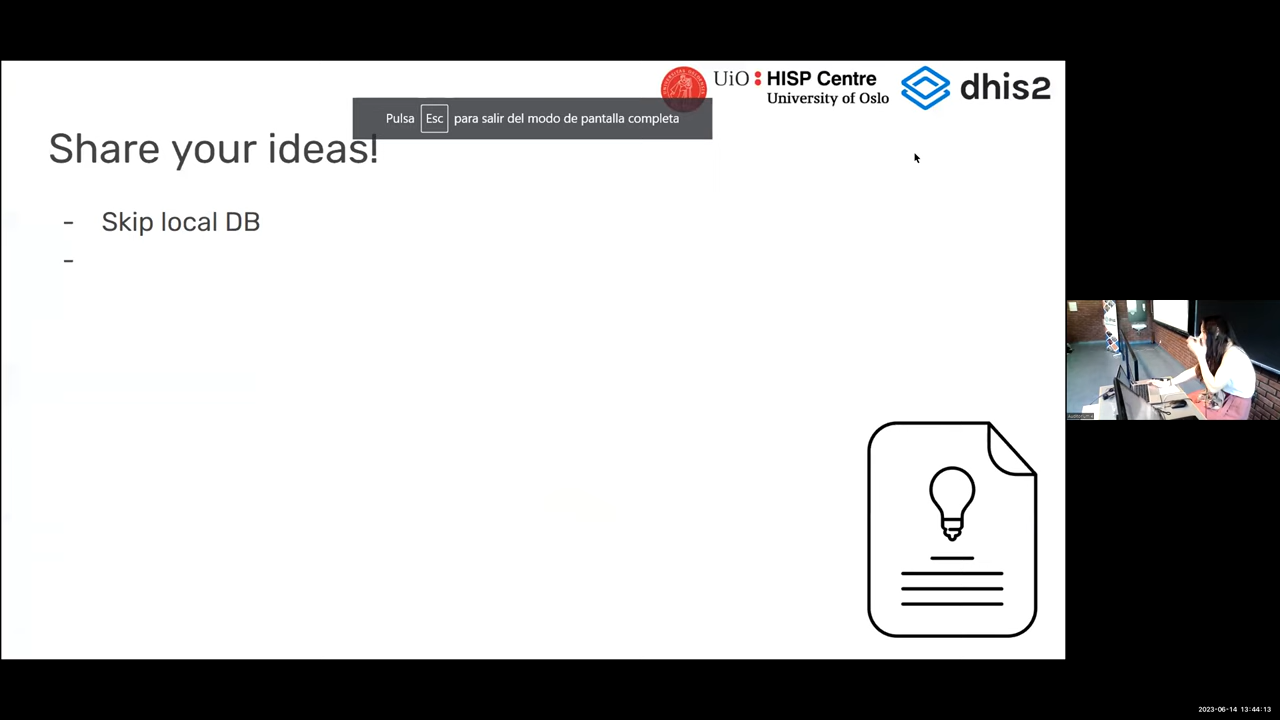 UiO : HISP Centre
University of Oslo
dhis2
Pulsa Esc para salir del modo de pantalla completa
Share your ideas!
- Skip local DB
-
2023-06-14 13:44:13